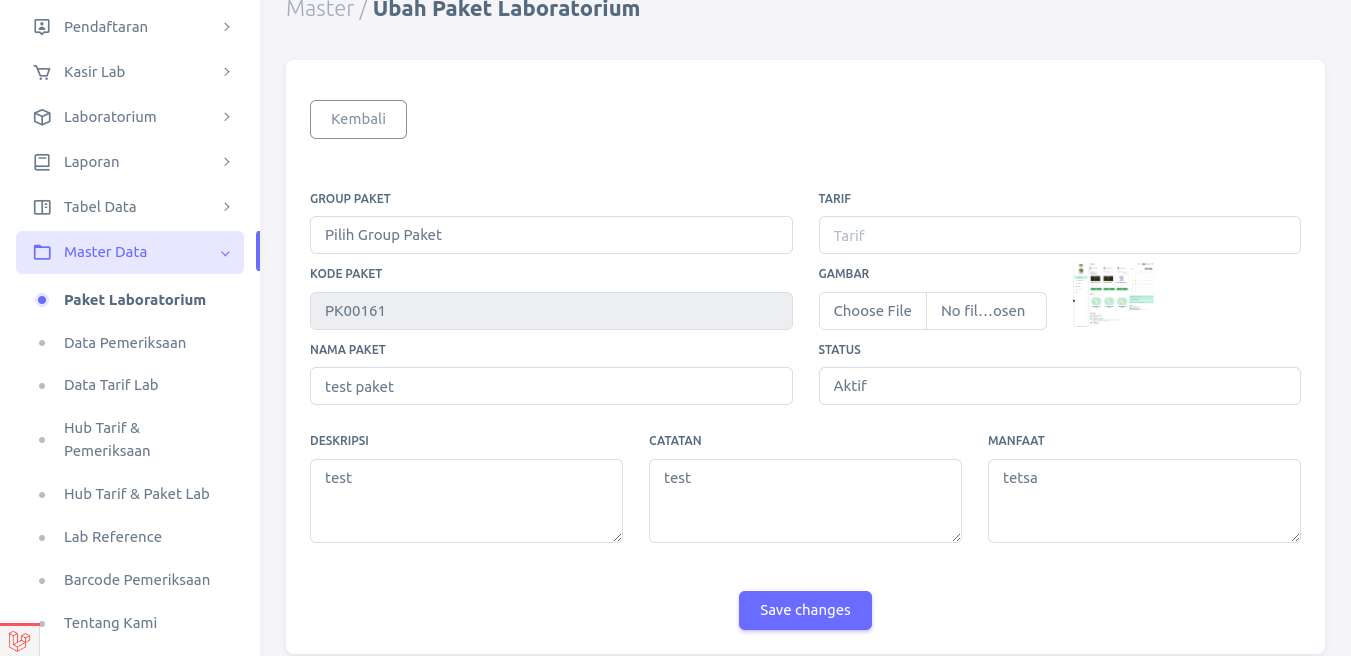 Pendaftaran
Kasir Lab
Laboratorium
Laporan
Tabel Data
Master Data
Paket Laboratorium
Data Pemeriksaan
Data Tarif Lab
Hub Tarif &
Pemeriksaan
Hub Tarif & Paket Lab
Lab Reference
Barcode Pemeriksaan
Tentang Kami
Master / Ubah Paket Laboratorium
Kembali
GROUP PAKET
Pilih Group Paket
TARIF
Tarif
KODE PAKET
PK00161
GAMBAR
Choose File No fil...osen
NAMA PAKET
test paket
STATUS
Aktif
DESKRIPSI
test
CATATAN
test
MANFAAT
tetsa
Save changes